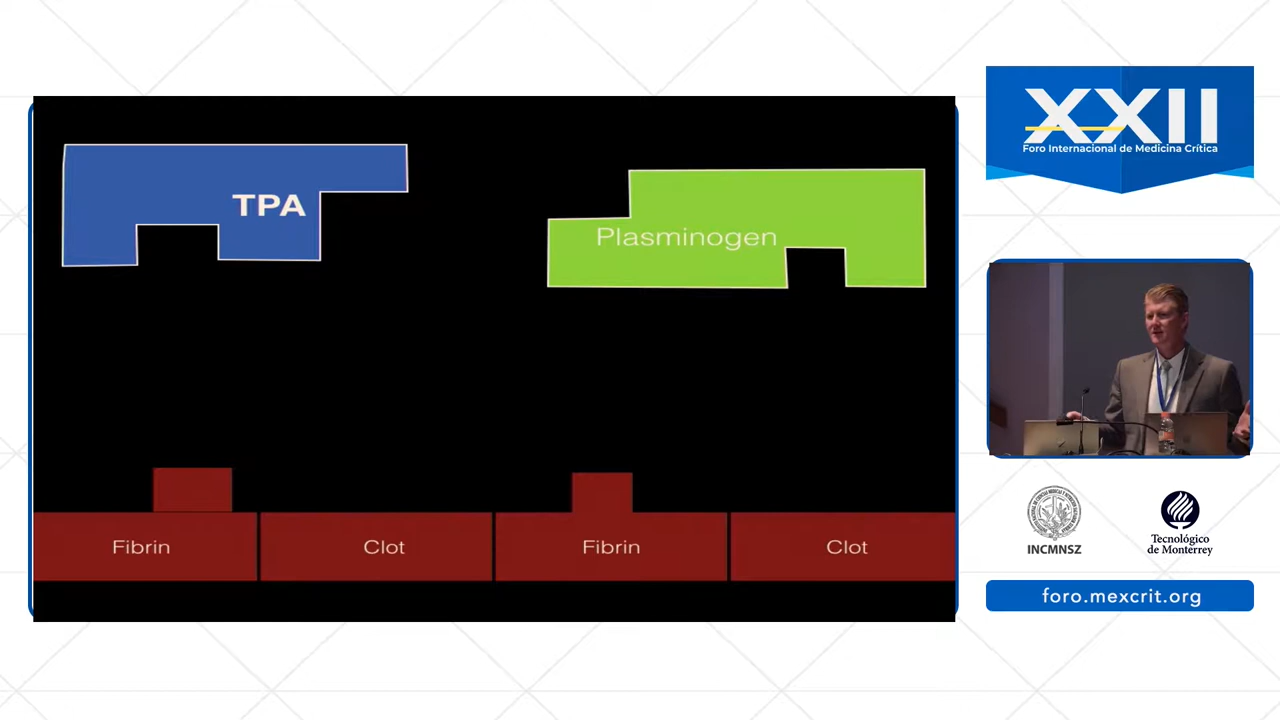 TPA
Plasminogen
Fibrin
Clot
Fibrin
Clot
XXII
Foro Internacional de Medicina Crítica
INCMNSZ
Tecnológico
de Monterrey
foro.mexcrit.org